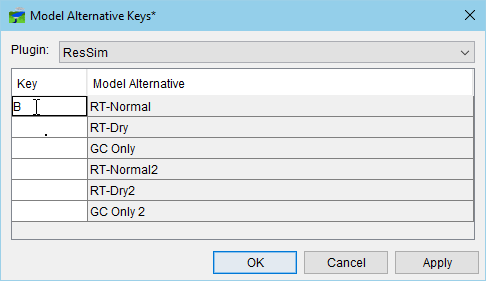 Model Alternative Keys*
Plugin: ResSim
Key Model Alternative
B RT-Normal
RT-Dry
GC Only
RT-Normal2
RT-Dry2
GC Only 2
OK Cancel Apply